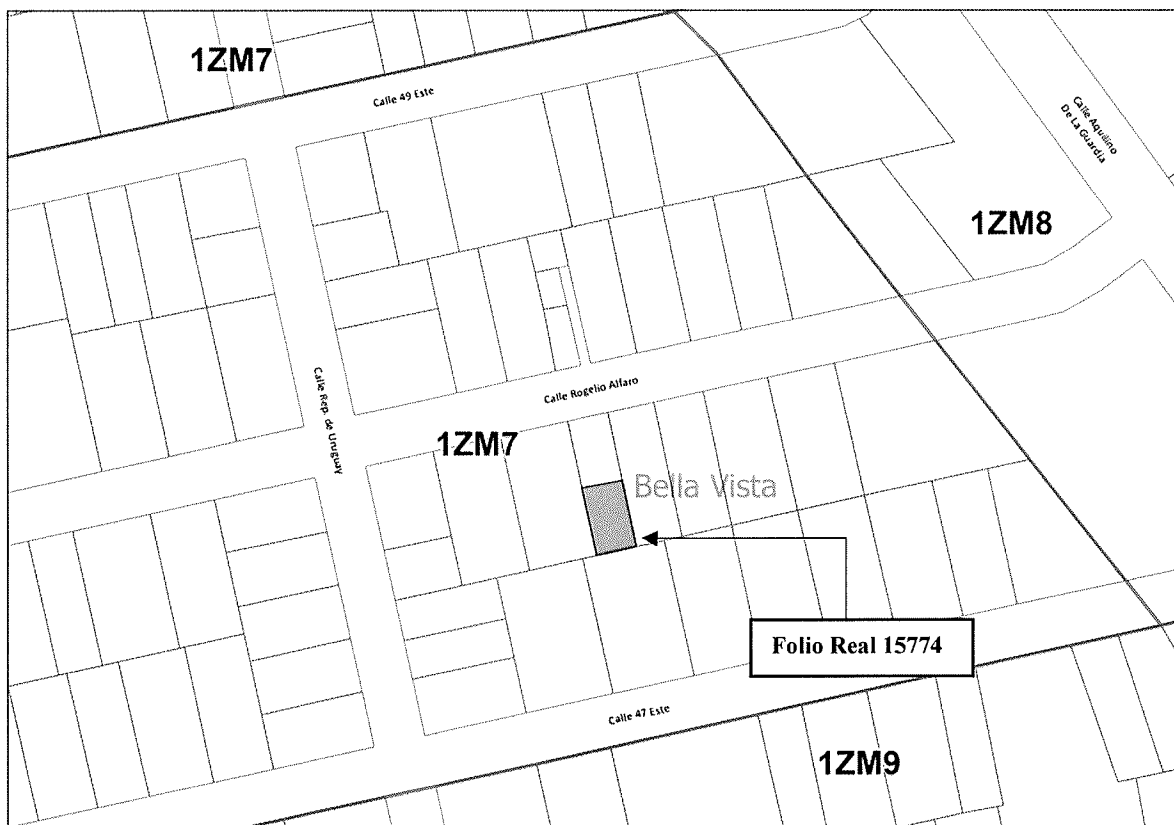 1ZM7
Calle 49 Este
Calle Aquilino
De La Guardia
1ZM8
Calle Rep. de Uruguay
Calle Rogelio Alfaro
1ZM7
Bella Vista
Folio Real 15774
Calle 47 Este
1ZM9